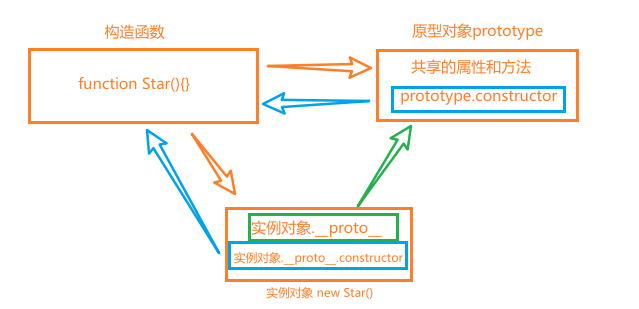 构造函数
function Star(){}
原型对象prototype
共享的属性和方法
prototype.constructor
实例对象.__proto__
实例对象.__proto__.constructor
实例对象 new Star()